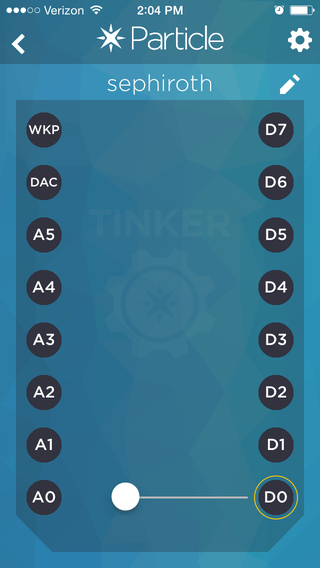 Verizon 2:04 PM
Particle
sephiroth
WKP D7
DAC D6
TINKER
A5 D5
A4 D4
A3 D3
A2 D2
A1 D1
A0 D0